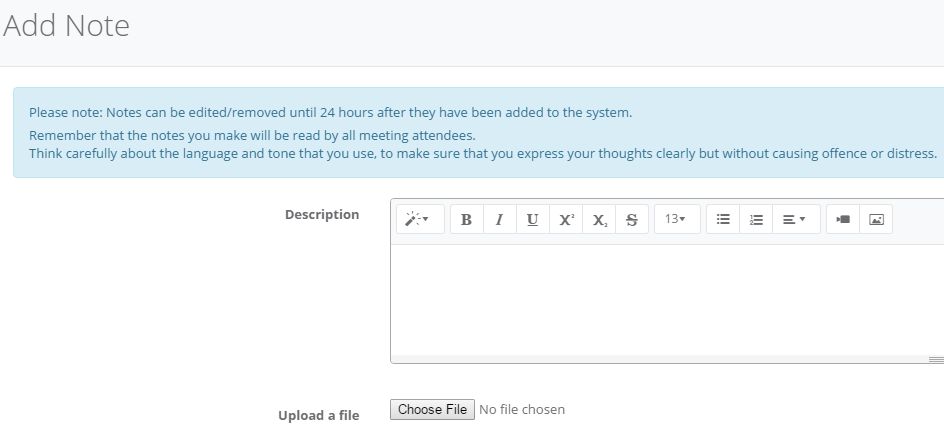 Add Note
Please note: Notes can be edited/removed until 24 hours after they have been added to the system.
Remember that the notes you make will be read by all meeting attendees.
Think carefully about the language and tone that you use, to make sure that you express your thoughts clearly but without causing offence or distress.
Description
B I U X² X₂ S 13
Upload a file
Choose File No file chosen